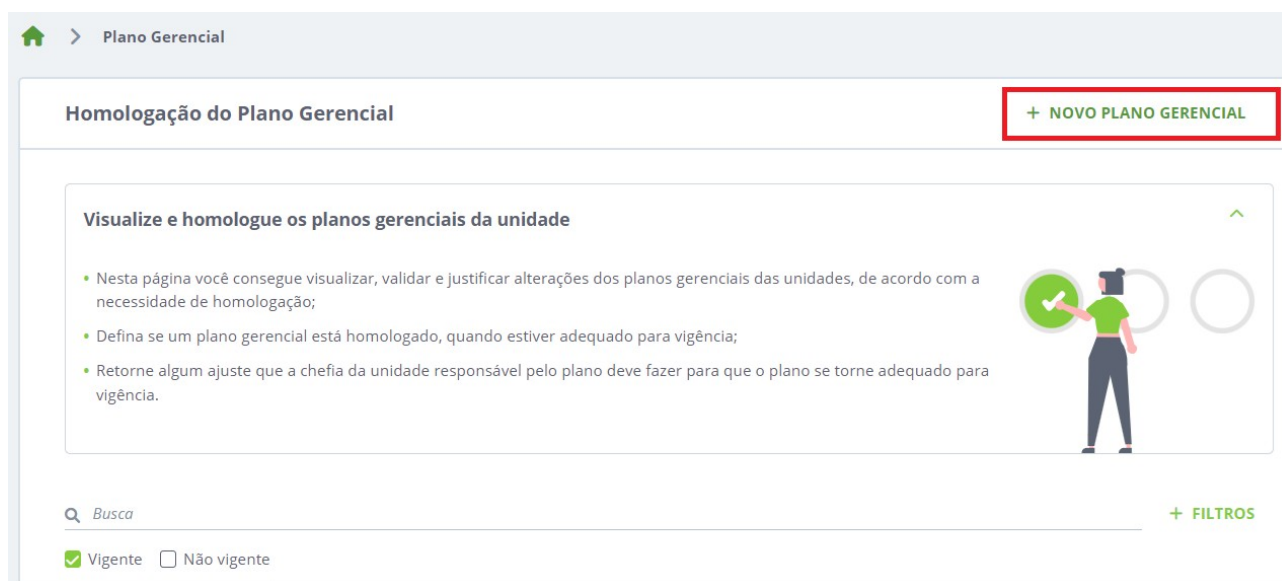 Plano Gerencial
Homologação do Plano Gerencial
+ NOVO PLANO GERENCIAL
Visualize e homologue os planos gerenciais da unidade
• Nesta página você consegue visualizar, validar e justificar alterações dos planos gerenciais das unidades, de acordo com a
necessidade de homologação;
• Defina se um plano gerencial está homologado, quando estiver adequado para vigência;
• Retorne algum ajuste que a chefia da unidade responsável pelo plano deve fazer para que o plano se torne adequado para
vigência.
Busca
+ FILTROS
Vigente Não vigente